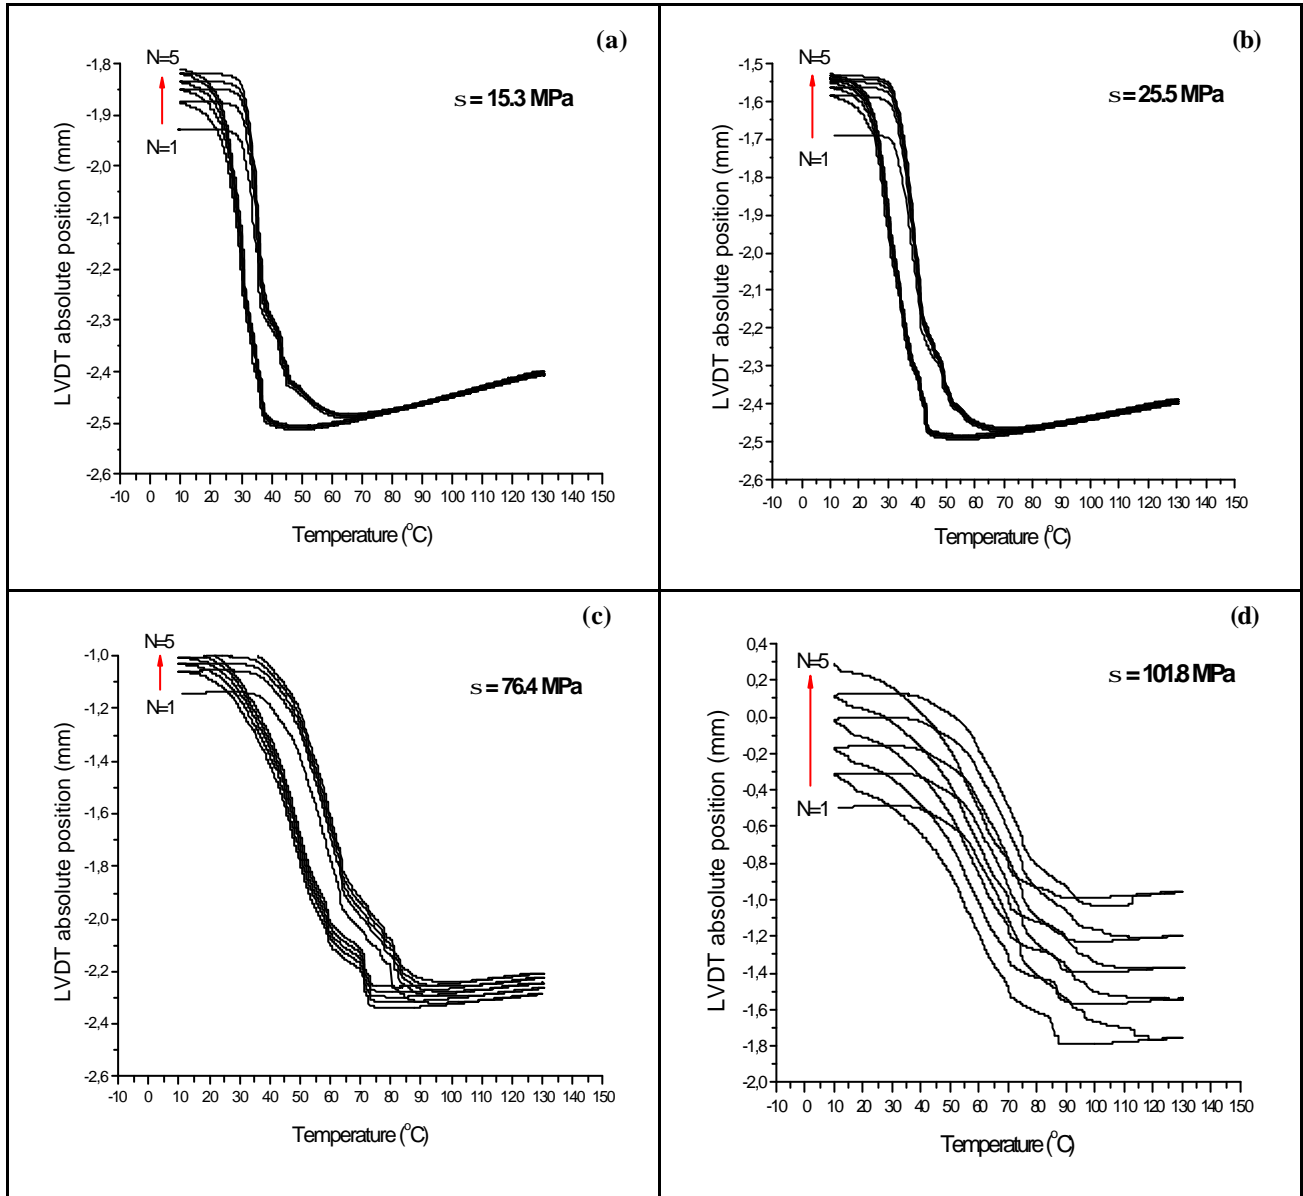 (a)
N=5
N=1
s = 15.3 MPa
LVDT absolute position (mm)
-1,8
-1,9
-2,0
-2,1
-2,2
-2,3
-2,4
-2,5
-2,6
-10 0 10 20 30 40 50 60 70 80 90 100 110 120 130 140 150
Temperature (°C)
(b)
N=5
N=1
s = 25.5 MPa
LVDT absolute position (mm)
-1,5
-1,6
-1,7
-1,8
-1,9
-2,0
-2,1
-2,2
-2,3
-2,4
-2,5
-2,6
-10 0 10 20 30 40 50 60 70 80 90 100 110 120 130 140 150
Temperature (°C)
(c)
N=5
N=1
s = 76.4 MPa
LVDT absolute position (mm)
-1,0
-1,2
-1,4
-1,6
-1,8
-2,0
-2,2
-2,4
-2,6
-10 0 10 20 30 40 50 60 70 80 90 100 110 120 130 140 150
Temperature (°C)
(d)
N=5
N=1
s = 101.8 MPa
LVDT absolute position (mm)
0,4
0,2
0,0
-0,2
-0,4
-0,6
-0,8
-1,0
-1,2
-1,4
-1,6
-1,8
-2,0
-10 0 10 20 30 40 50 60 70 80 90 100 110 120 130 140 150
Temperature (°C)